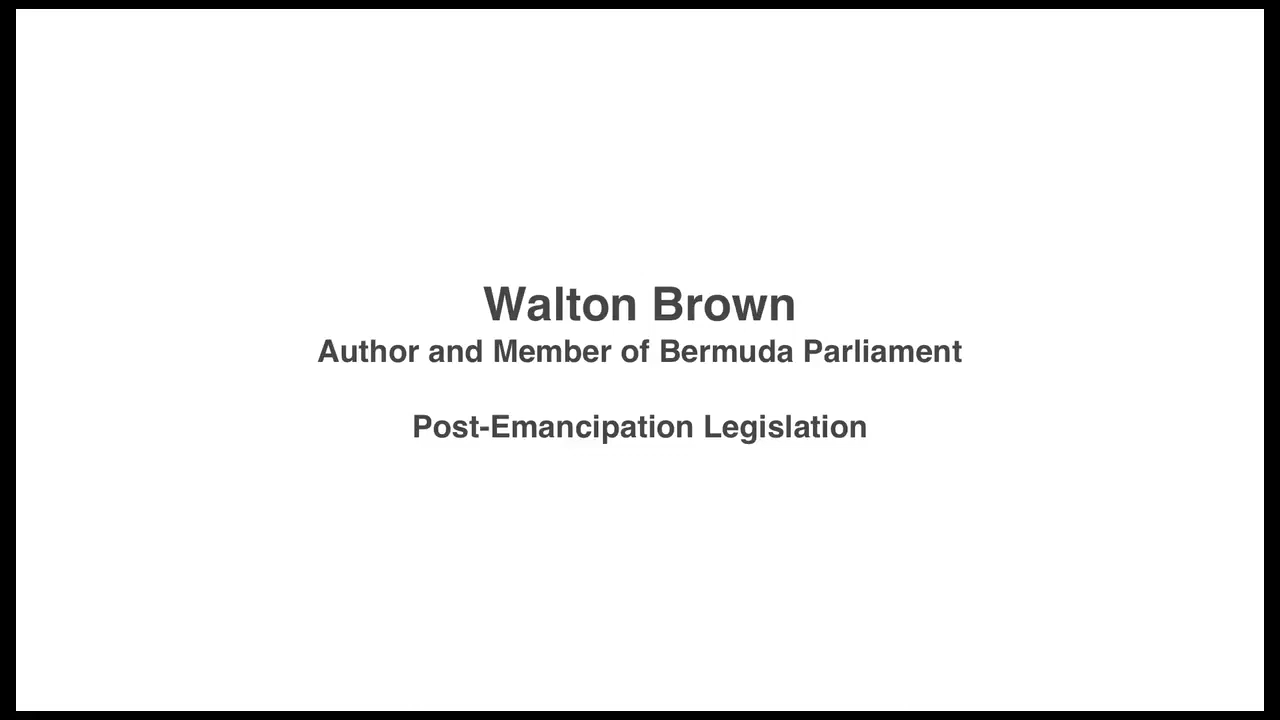 Walton Brown
Author and Member of Bermuda Parliament
Post-Emancipation Legislation